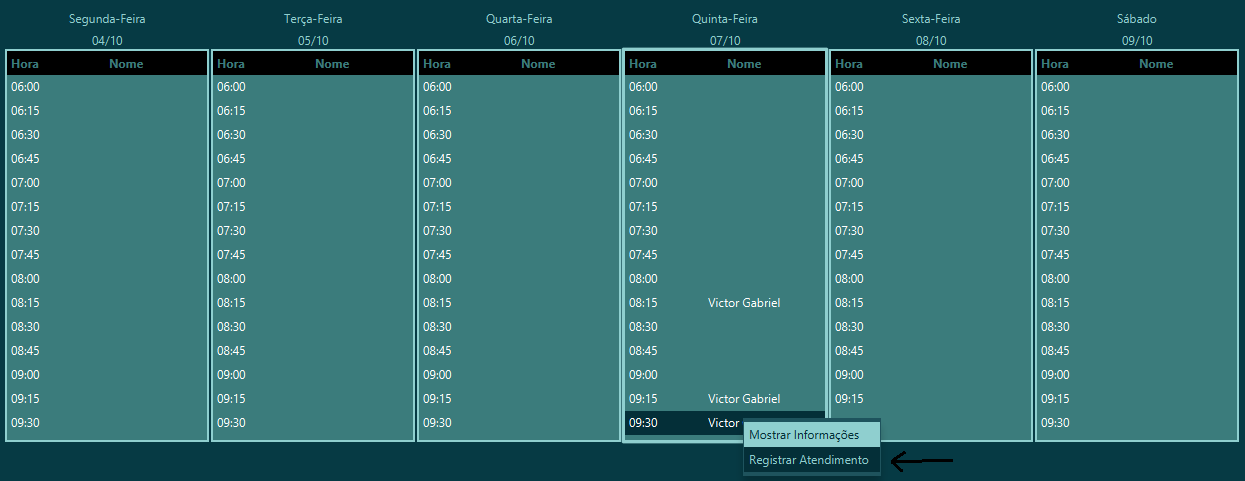 Segunda-Feira Terça-Feira Quarta-Feira Quinta-Feira Sexta-Feira Sábado
04/10 05/10 06/10 07/10 08/10 09/10
Hora Nome Hora Nome Hora Nome Hora Nome Hora Nome Hora Nome
06:00 06:00 06:00 06:00 06:00 06:00
06:15 06:15 06:15 06:15 06:15 06:15
06:30 06:30 06:30 06:30 06:30 06:30
06:45 06:45 06:45 06:45 06:45 06:45
07:00 07:00 07:00 07:00 07:00 07:00
07:15 07:15 07:15 07:15 07:15 07:15
07:30 07:30 07:30 07:30 07:30 07:30
07:45 07:45 07:45 07:45 07:45 07:45
08:00 08:00 08:00 08:00 08:00 08:00
08:15 08:15 08:15 08:15 Victor Gabriel 08:15 08:15
08:30 08:30 08:30 08:30 08:30 08:30
08:45 08:45 08:45 08:45 08:45 08:45
09:00 09:00 09:00 09:00 09:00 09:00
09:15 09:15 09:15 09:15 Victor Gabriel 09:15 09:15
09:30 09:30 09:30 09:30 Victor 09:30
Mostrar Informações
Registrar Atendimento